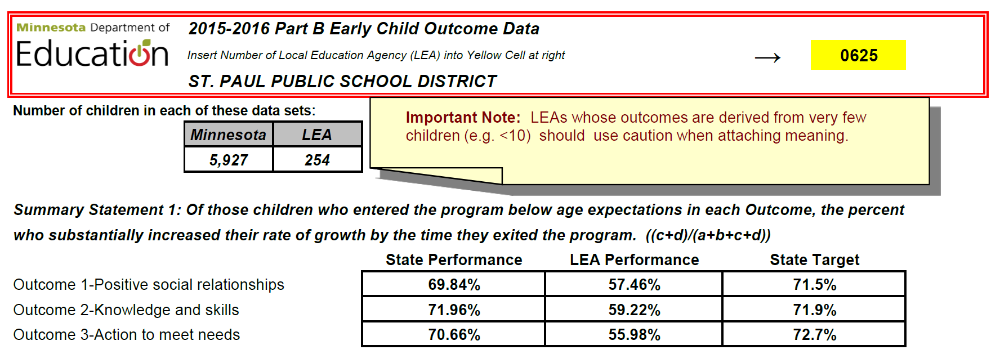 Minnesota Department of
Education
2015-2016 Part B Early Child Outcome Data
Insert Number of Local Education Agency (LEA) into Yellow Cell at right
→
0625
ST. PAUL PUBLIC SCHOOL DISTRICT
Number of children in each of these data sets:
Minnesota LEA
5,927 254
Important Note: LEAs whose outcomes are derived from very few
children (e.g. <10) should use caution when attaching meaning.
Summary Statement 1: Of those children who entered the program below age expectations in each Outcome, the percent
who substantially increased their rate of growth by the time they exited the program. ((c+d)/(a+b+c+d))
State Performance LEA Performance State Target
Outcome 1-Positive social relationships 69.84% 57.46% 71.5%
Outcome 2-Knowledge and skills 71.96% 59.22% 71.9%
Outcome 3-Action to meet needs 70.66% 55.98% 72.7%